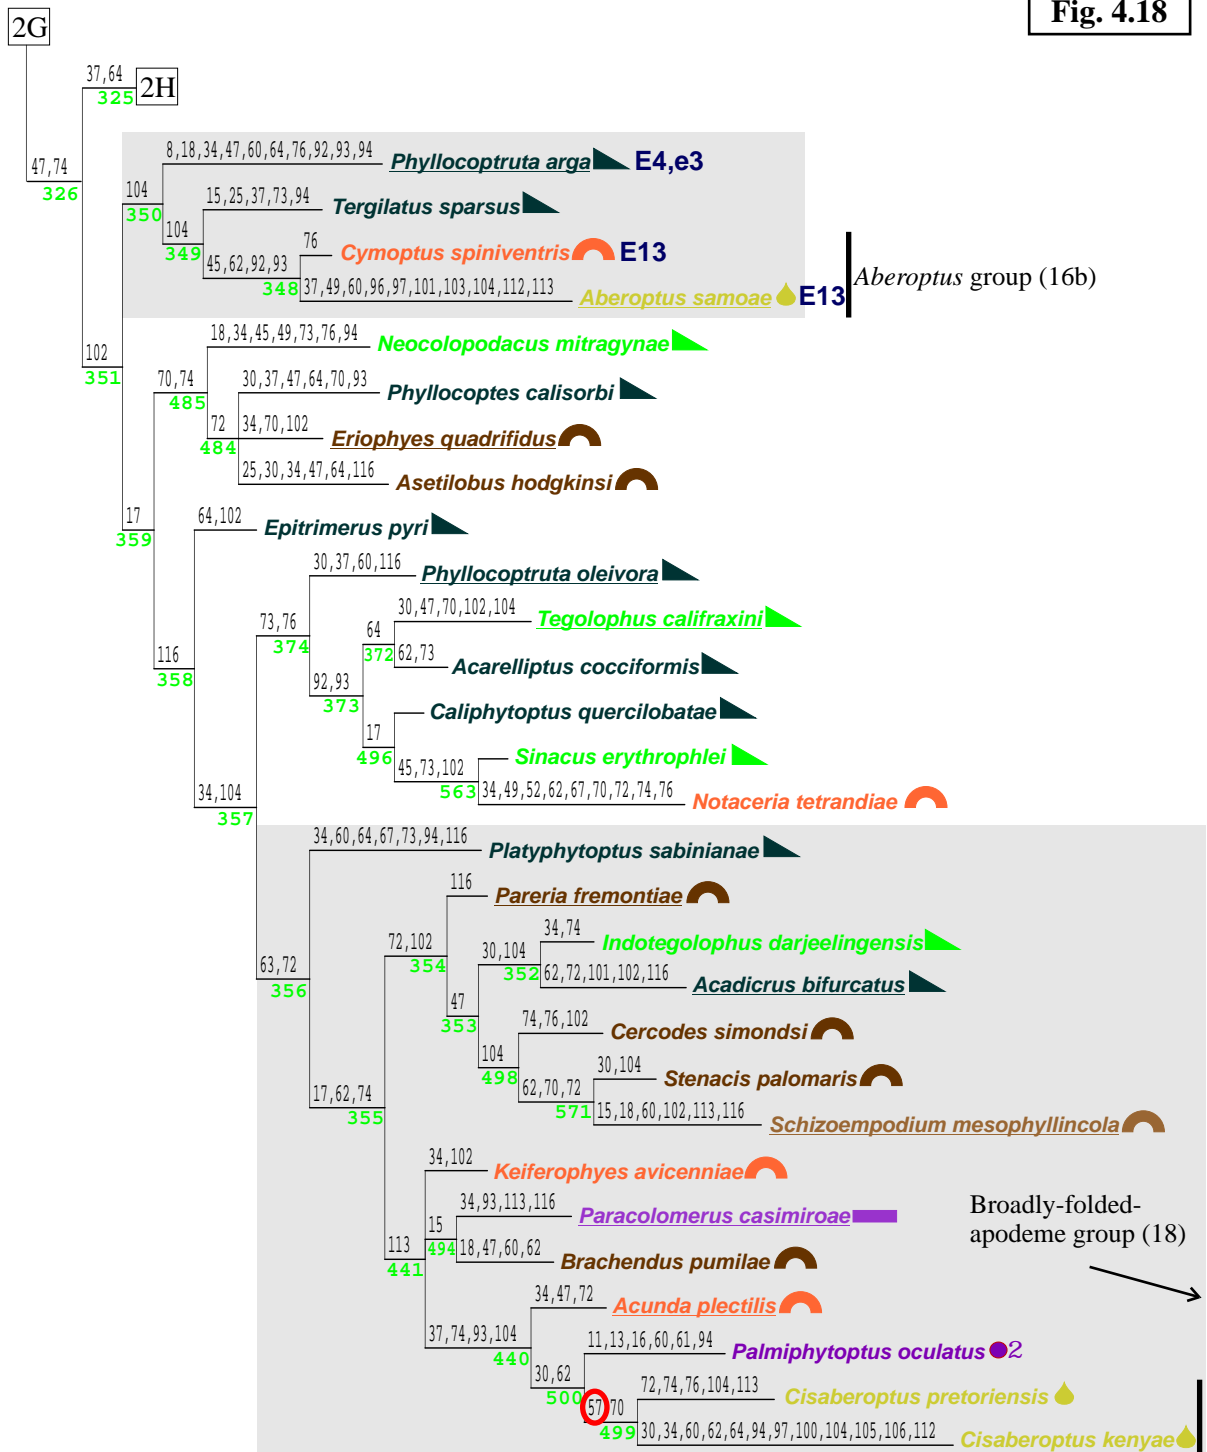 2G
Fig. 4.18
37,64
325
2H
47,74
326
8,18,34,47,60,64,76,92,93,94
Phyllocoptruta arga
E4,e3
104
350
15,25,37,73,94
Tergilatus sparsus
104
349
76
Cymoptus spiniventris
E13
45,62,92,93
348
37,49,60,96,97,101,103,104,112,113
Aberoptus samoae
E13
Aberoptus group (16b)
102
351
18,34,45,49,73,76,94
Neocolopodacus mitragynae
70,74
485
30,37,47,64,70,93
Phyllocoptes calisorbi
72
484
34,70,102
Eriophyes quadrifidus
25,30,34,47,64,116
Asetilobus hodgkinsi
17
359
64,102
Epitrimerus pyri
30,37,60,116
Phyllocoptruta oleivora
73,76
374
30,47,70,102,104
Tegolophus califraxini
64
372
62,73
Acarelliptus cocciformis
116
358
92,93
373
Caliphytoptus quercilobatae
17
496
Sinacus erythrophlei
45,73,102
563
34,49,52,62,67,70,72,74,76
Notaceria tetrandiae
34,104
357
34,60,64,67,73,94,116
Platyphytoptus sabinianae
116
Pareria fremontiae
72,102
354
34,74
Indotegolophus darjeelingensis
30,104
352
62,72,101,102,116
Acadicrus bifurcatus
63,72
356
47
353
74,76,102
Cercodes simondsi
104
498
30,104
Stenacis palomaris
62,70,72
571
15,18,60,102,113,116
Schizoempodium mesophyllincola
17,62,74
355
34,102
Keiferophyes avicenniae
34,93,113,116
Paracolomerus casimiroae
15
494
18,47,60,62
Brachendus pumilae
Broadly-folded-
apodeme group (18)
113
441
34,47,72
Acunda plectilis
37,74,93,104
440
11,13,16,60,61,94
Palmiphytoptus oculatus
2
30,62
500
72,74,76,104,113
Cisaberoptus pretoriensis
57,70
499
30,34,60,62,64,94,97,100,104,105,106,112
Cisaberoptus kenyae